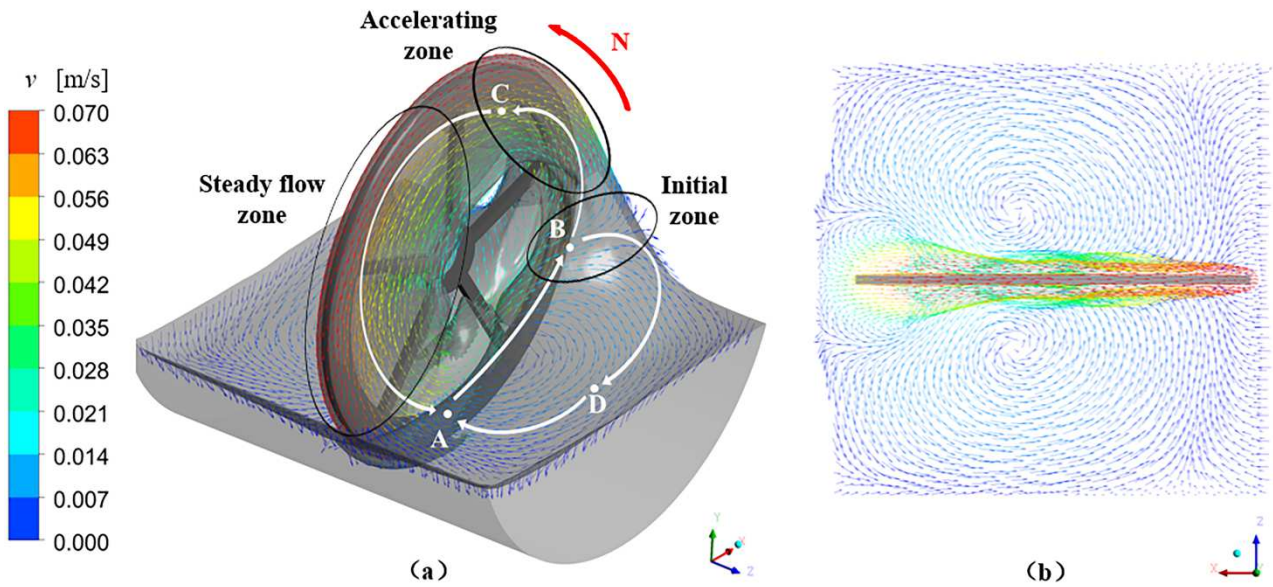 Accelerating
zone
N
v [m/s]
0.070
0.063
0.056
0.049
0.042
0.035
0.028
0.021
0.014
0.007
0.000
C
Steady flow
zone
Initial
zone
B
D
A
Y
X
Z
(a)
Z
X
Y
(b)